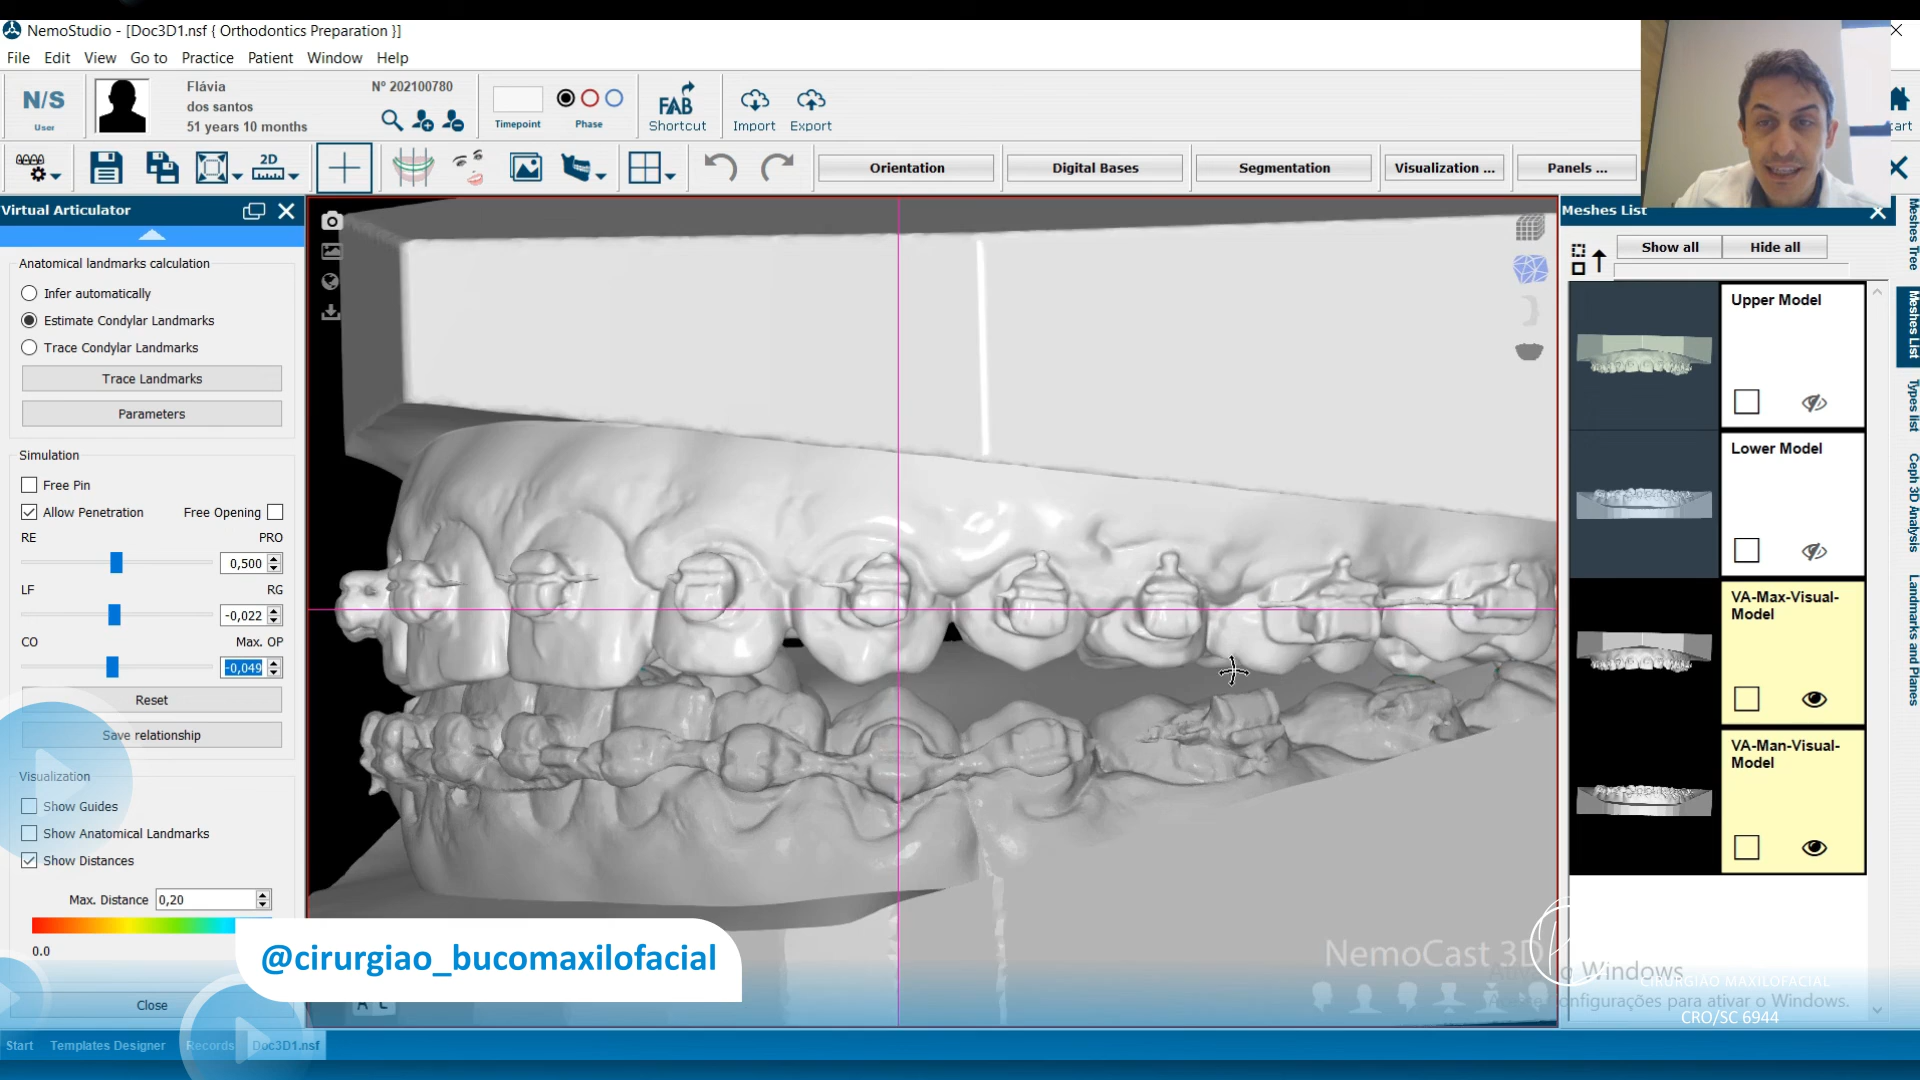 NemoStudio - [Doc3D1.nsf { Orthodontics Preparation }]
File Edit View Go to Practice Patient Window Help
N/S
User
Flávia
dos santos
51 years 10 months
Nº 202100780
Timepoint
Phase
FAB
Shortcut
Import
Export
2D
Orientation
Digital Bases
Segmentation
Visualization ...
Panels ...
Virtual Articulator
Anatomical landmarks calculation
Infer automatically
Estimate Condylar Landmarks
Trace Condylar Landmarks
Trace Landmarks
Parameters
Simulation
Free Pin
Allow Penetration
Free Opening
RE
PRO
0,500
LF
RG
-0,022
CO
Max. OP
-0,049
Reset
Save relationship
Visualization
Show Guides
Show Anatomical Landmarks
Show Distances
Max. Distance 0,20
0.0
Close
@cirurgiao_bucomaxilofacial
NemoCast 3D
Windows
CIRURGIÃO MAXILOFACIAL
onfigurações para ativar o Windows.
CRO/SC 6944
Meshes List
Show all
Hide all
Upper Model
Lower Model
VA-Max-Visual-
Model
VA-Man-Visual-
Model
Meshes Tree
Meshes List
Types list
Ceph 3D Analysis
Landmarks and Planes
Start
Templates Designer
Records
Doc3D1.nsf